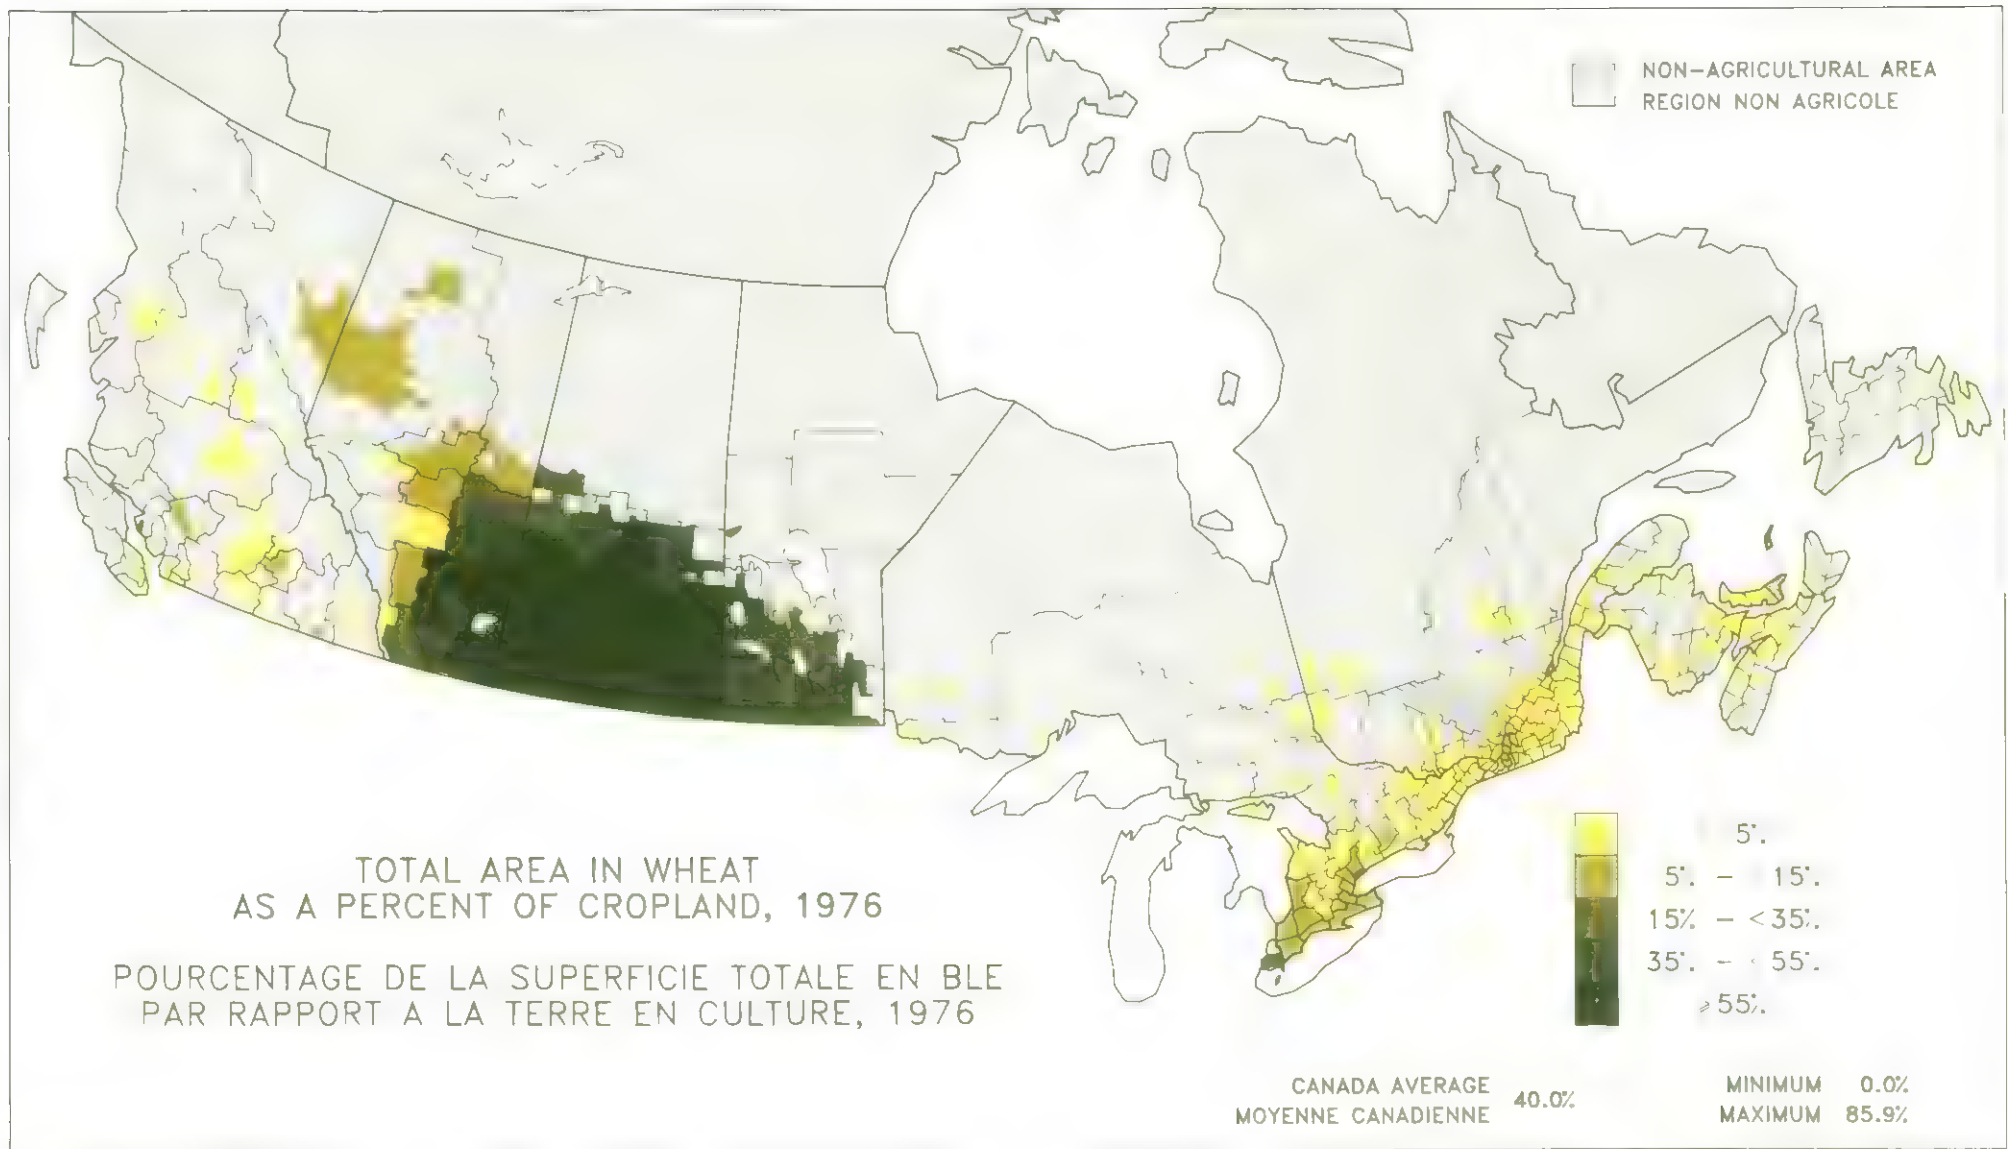 NON-AGRICULTURAL AREA
REGION NON AGRICOLE
TOTAL AREA IN WHEAT
AS A PERCENT OF CROPLAND, 1976
POURCENTAGE DE LA SUPERFICIE TOTALE EN BLE
PAR RAPPORT A LA TERRE EN CULTURE, 1976
5%
5% - 15%
15% - <35%
35% - < 55%
≥55%
CANADA AVERAGE
MOYENNE CANADIENNE
40.0%
MINIMUM 0.0%
MAXIMUM 85.9%